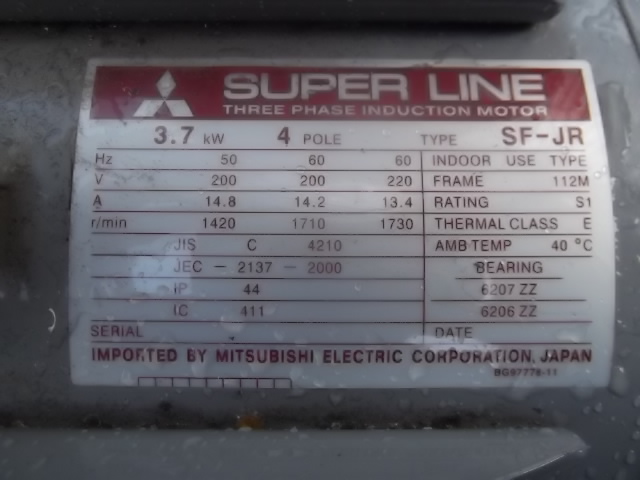 SUPER LINE
THREE PHASE INDUCTION MOTOR
3.7 kW 4 POLE TYPE SF-JR
Hz 50 60 60 INDOOR USE TYPE
V 200 200 220 FRAME 112M
A 14.8 14.2 13.4 RATING S1
r/min 1420 1710 1730 THERMAL CLASS E
JIS C 4210 AMB TEMP 40 °C
JEC - 2137 - 2000 BEARING
IP 44 6207 ZZ
IC 411 6206 ZZ
SERIAL DATE
IMPORTED BY MITSUBISHI ELECTRIC CORPORATION, JAPAN
BG97778-11